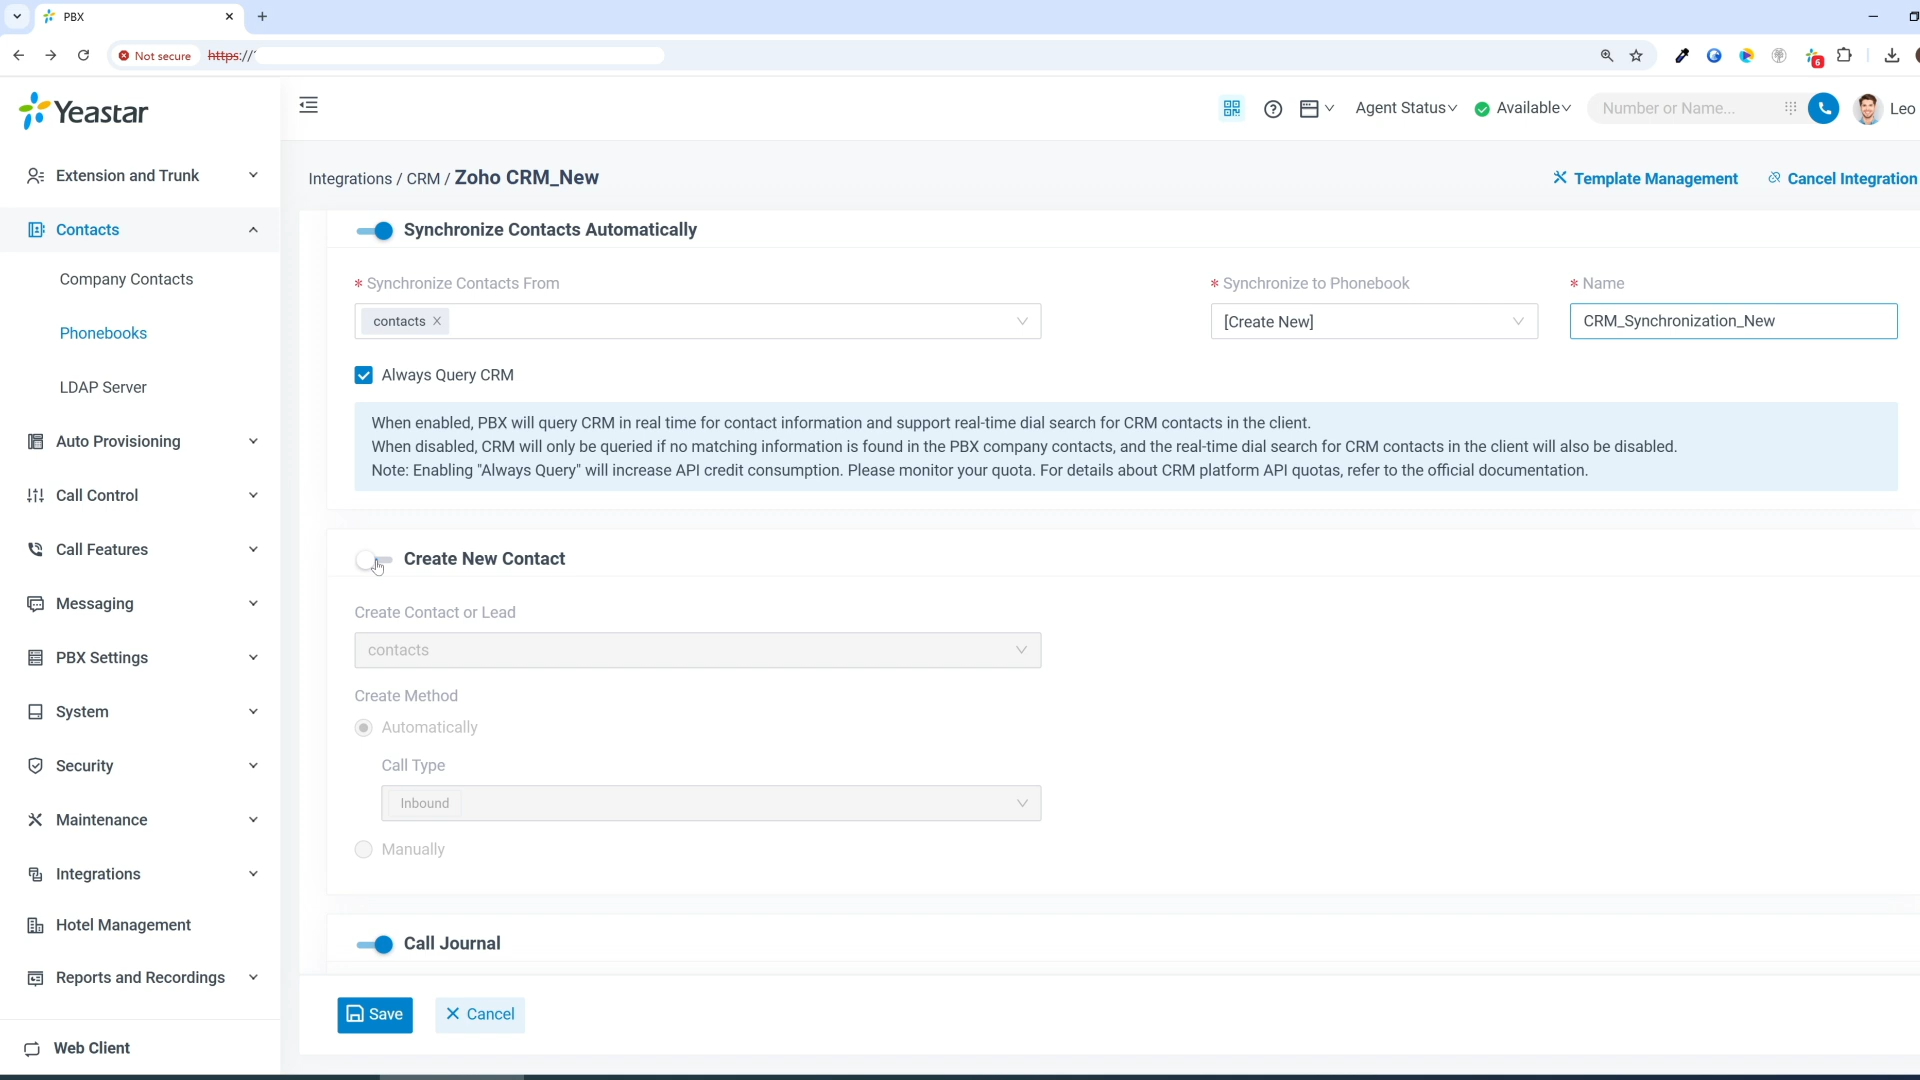 PBX
Not secure
https://
6
Yeastar
Agent Status
Available
Number or Name...
Leo
Extension and Trunk
Contacts
Company Contacts
Phonebooks
LDAP Server
Auto Provisioning
Call Control
Call Features
Messaging
PBX Settings
System
Security
Maintenance
Integrations
Hotel Management
Reports and Recordings
Web Client
Integrations / CRM / Zoho CRM_New
Template Management
Cancel Integration
Synchronize Contacts Automatically
* Synchronize Contacts From
* Synchronize to Phonebook
* Name
contacts
[Create New]
CRM_Synchronization_New
Always Query CRM
When enabled, PBX will query CRM in real time for contact information and support real-time dial search for CRM contacts in the client.
When disabled, CRM will only be queried if no matching information is found in the PBX company contacts, and the real-time dial search for CRM contacts in the client will also be disabled.
Note: Enabling "Always Query" will increase API credit consumption. Please monitor your quota. For details about CRM platform API quotas, refer to the official documentation.
Create New Contact
Create Contact or Lead
contacts
Create Method
Automatically
Call Type
Inbound
Manually
Call Journal
Save
Cancel